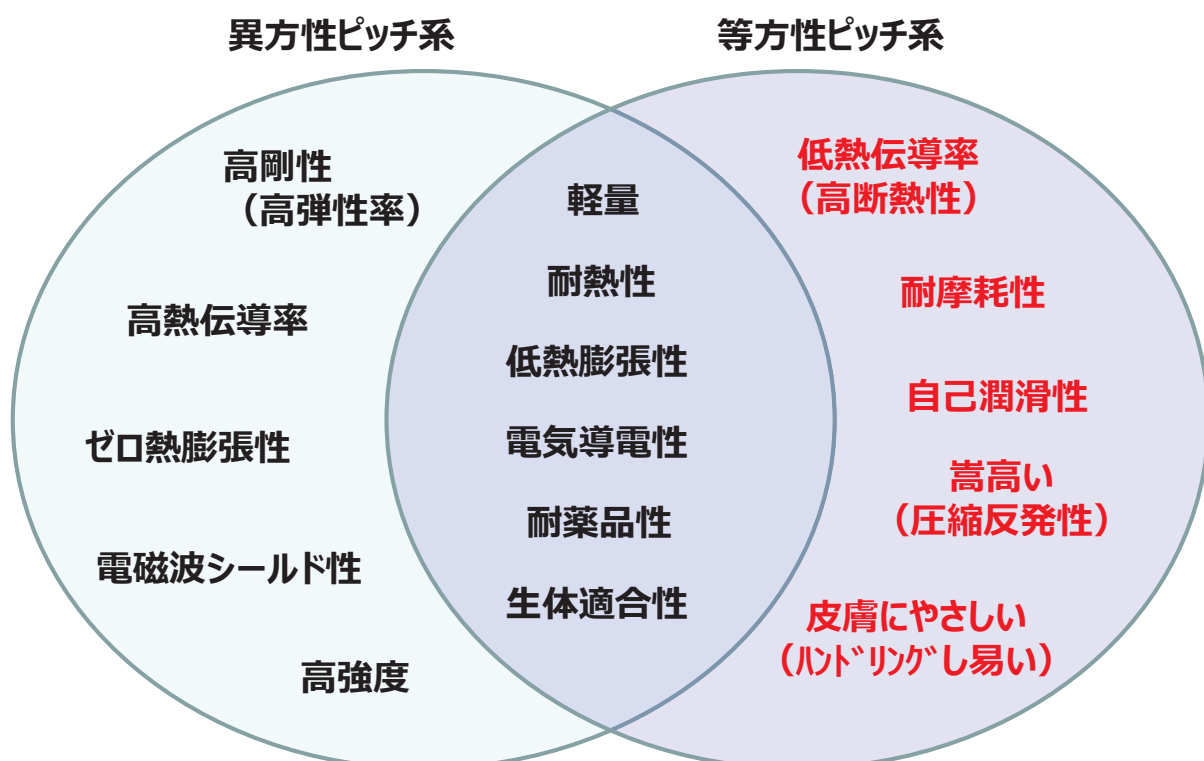 異方性ピッチ系
等方性ピッチ系
高剛性
（高弾性率）
高熱伝導率
ゼロ熱膨張性
電磁波シールド性
高強度
軽量
耐熱性
低熱膨張性
電気導電性
耐薬品性
生体適合性
低熱伝導率
（高断熱性）
耐摩耗性
自己潤滑性
嵩高い
（圧縮反発性）
皮膚にやさしい
（ﾊﾝﾄﾞﾘﾝｸﾞし易い）